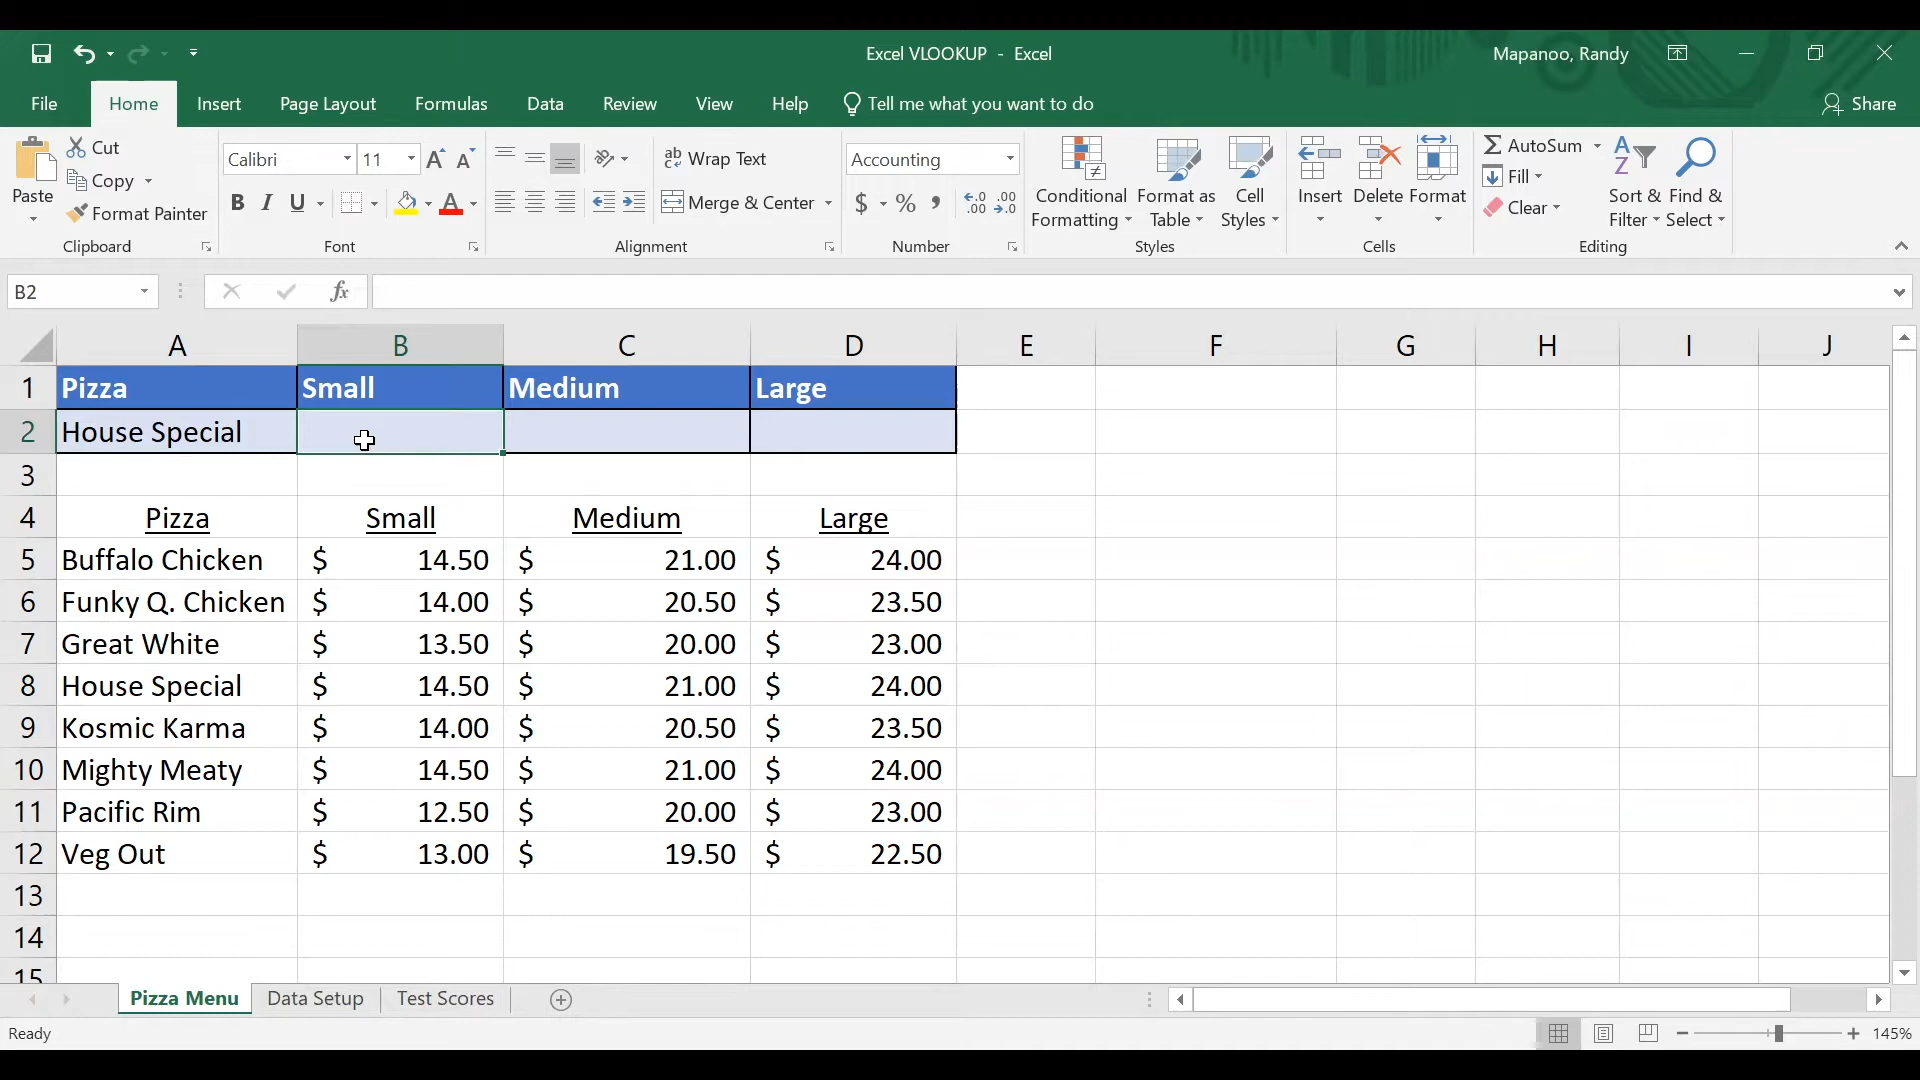 Excel VLOOKUP - Excel
Mapanoo, Randy
File Home Insert Page Layout Formulas Data Review View Help Tell me what you want to do Share
Paste
Cut
Copy
Format Painter
Clipboard
Calibri 11 A A
B I U A
Font
ab c Wrap Text
Merge & Center
Alignment
Accounting
$ % , .0 .00 .00 .0
Number
Conditional Formatting
Format as Table
Cell Styles
Styles
Insert Delete Format
Cells
AutoSum
Fill
Clear
A Z Sort & Filter
Find & Select
Editing
B2 fx
A B C D E F G H I J
1 Pizza Small Medium Large
2 House Special
3
4 Pizza Small Medium Large
5 Buffalo Chicken $ 14.50 $ 21.00 $ 24.00
6 Funky Q. Chicken $ 14.00 $ 20.50 $ 23.50
7 Great White $ 13.50 $ 20.00 $ 23.00
8 House Special $ 14.50 $ 21.00 $ 24.00
9 Kosmic Karma $ 14.00 $ 20.50 $ 23.50
10 Mighty Meaty $ 14.50 $ 21.00 $ 24.00
11 Pacific Rim $ 12.50 $ 20.00 $ 23.00
12 Veg Out $ 13.00 $ 19.50 $ 22.50
13
14
15
Pizza Menu Data Setup Test Scores
Ready 145%